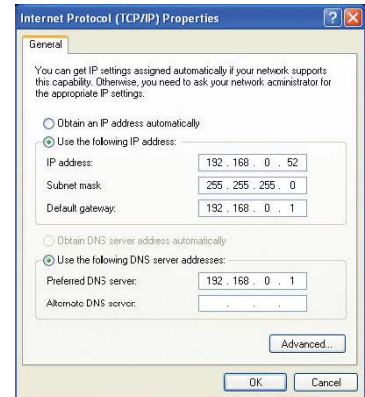 Internet Protocol (TCP/IP) Properties
General
You can get IP settings assigned automatically if your network supports
this capability. Otherwise, you need to ask your network administrator for
the appropriate IP settings.
Obtain an IP address automatically
Use the following IP address:
IP address: 192 . 168 . 0 . 52
Subnet mask 255 . 255 . 255 . 0
Default gateway: 192 . 168 . 0 . 1
Obtain DNS server address automatically
Use the following DNS server addresses:
Preferred DNS server: 192 . 168 . 0 . 1
Alternate DNS server: . . .
Advanced...
OK Cancel